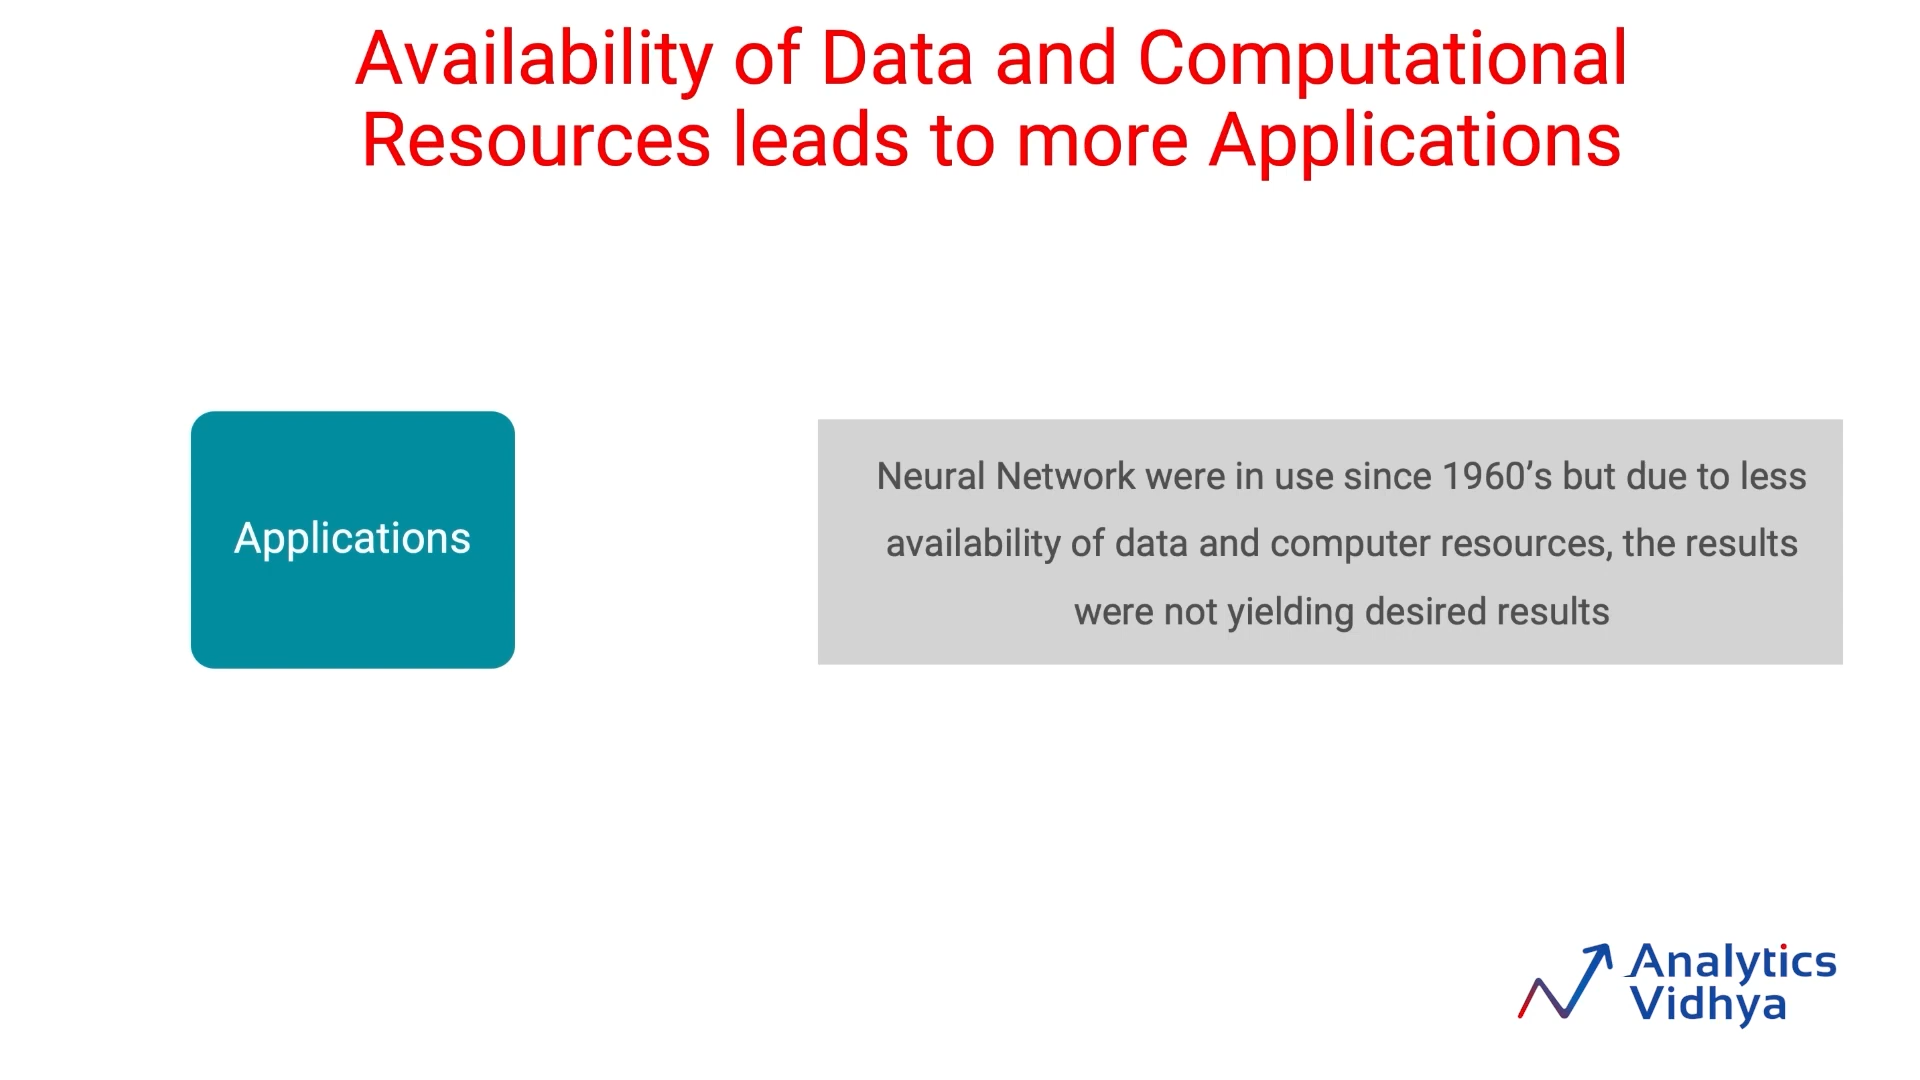 Availability of Data and Computational
Resources leads to more Applications
Applications
Neural Network were in use since 1960’s but due to less
availability of data and computer resources, the results
were not yielding desired results
Analytics
Vidhya